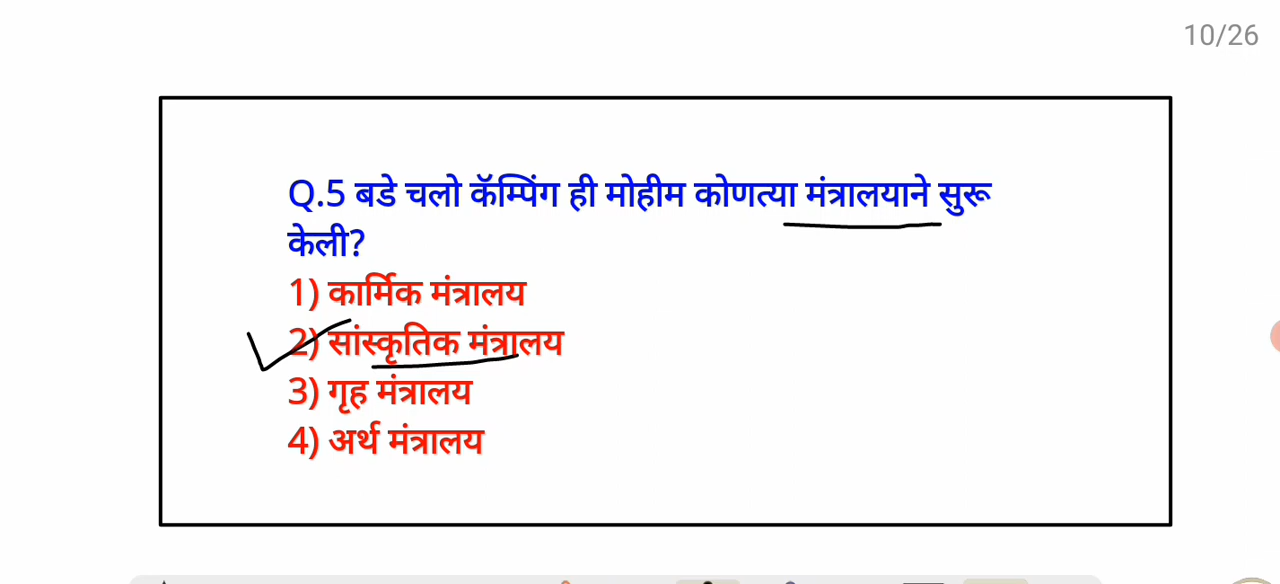 10/26
Q.5 बडे चलो कॅम्पिंग ही मोहीम कोणत्या मंत्रालयाने सुरू
केली?
1) कार्मिक मंत्रालय
2) सांस्कृतिक मंत्रालय
3) गृह मंत्रालय
4) अर्थ मंत्रालय